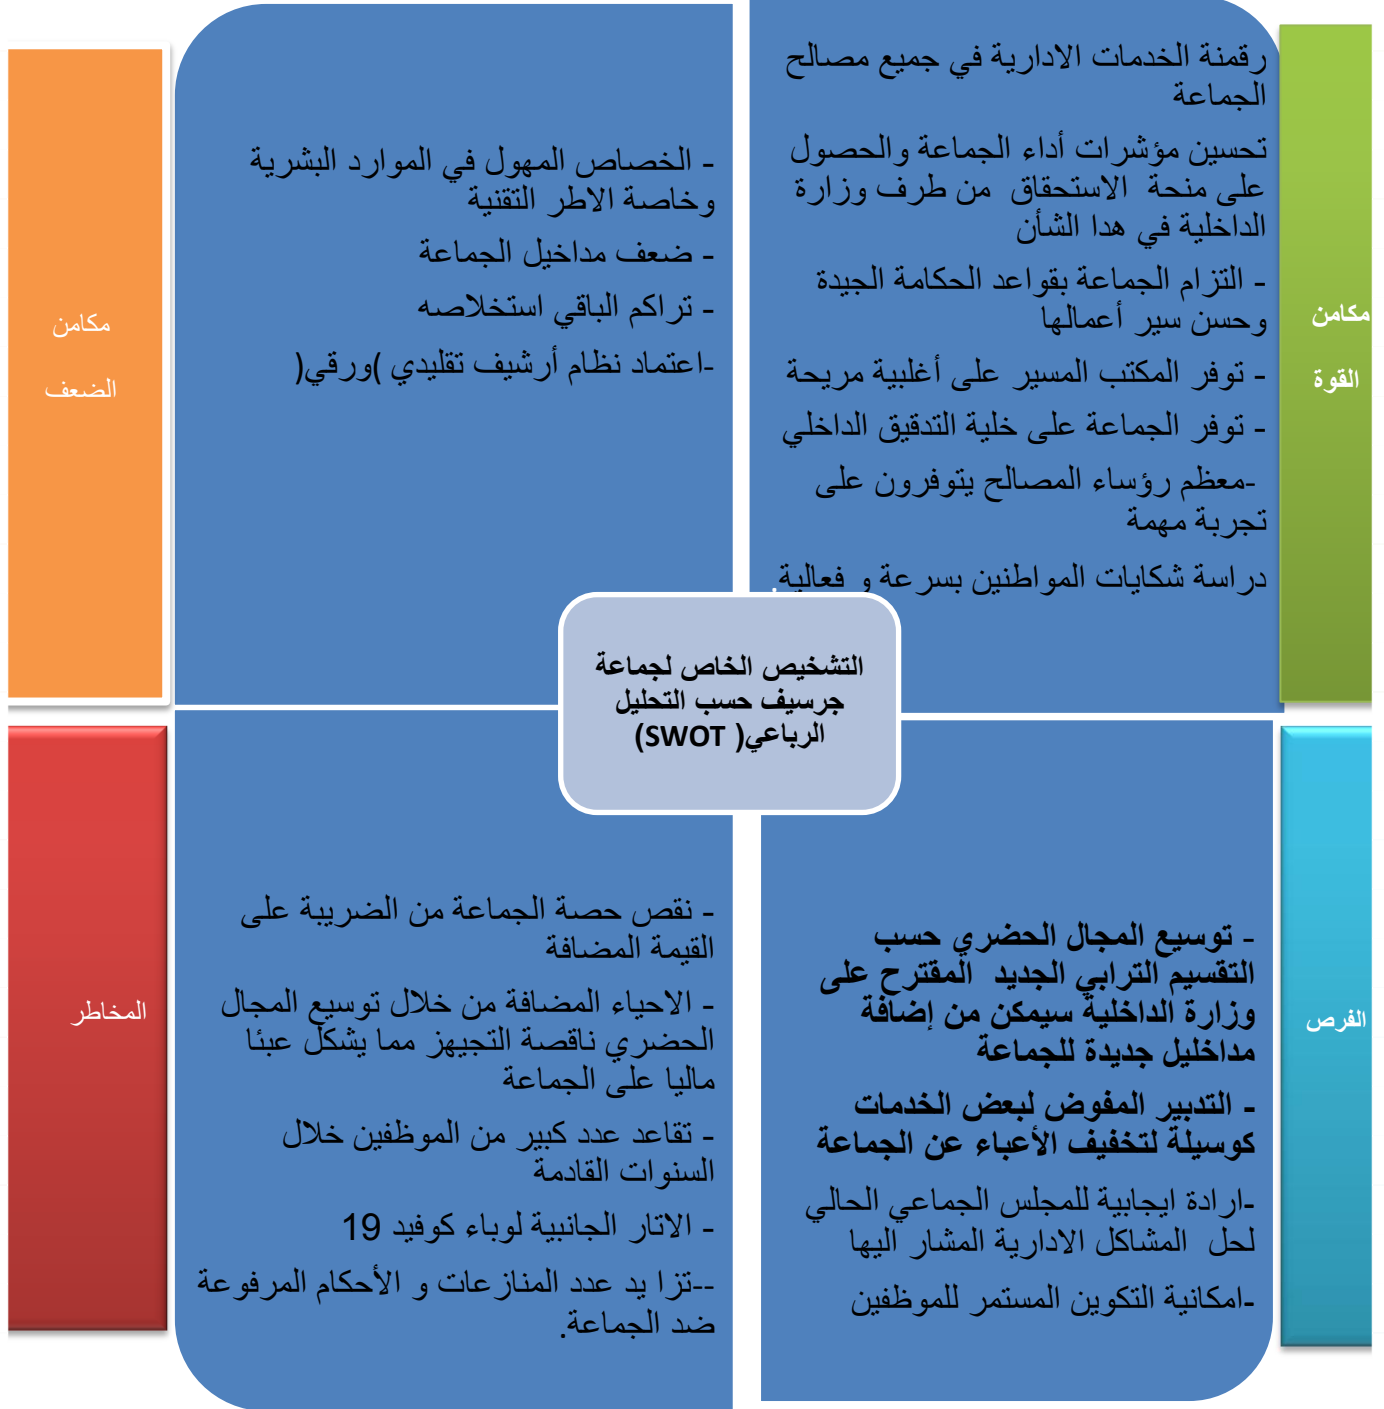 مكامن
القوة
رقمنة الخدمات الادارية في جميع مصالح
الجماعة
تحسين مؤشرات أداء الجماعة والحصول
على منحة الاستحقاق من طرف وزارة
الداخلية في هدا الشأن
- التزام الجماعة بقواعد الحكامة الجيدة
وحسن سير أعمالها
- توفر المكتب المسير على أغلبية مريحة
- توفر الجماعة على خلية التدقيق الداخلي
-معظم رؤساء المصالح يتوفرون على
تجربة مهمة
دراسة شكايات المواطنين بسرعة و فعالية
مكامن
الضعف
- الخصاص المهول في الموارد البشرية
وخاصة الاطر التقنية
- ضعف مداخيل الجماعة
- تراكم الباقي استخلاصه
-اعتماد نظام أرشيف تقليدي )ورقي(
التشخيص الخاص لجماعة
جرسيف حسب التحليل
الرباعي( SWOT)
الفرص
- توسيع المجال الحضري حسب
التقسيم الترابي الجديد المقترح على
وزارة الداخلية سيمكن من إضافة
مداخليل جديدة للجماعة
- التدبير المفوض لبعض الخدمات
كوسيلة لتخفيف الأعباء عن الجماعة
-ارادة ايجابية للمجلس الجماعي الحالي
لحل المشاكل الادارية المشار اليها
-امكانية التكوين المستمر للموظفين
المخاطر
- نقص حصة الجماعة من الضريبة على
القيمة المضافة
- الاحياء المضافة من خلال توسيع المجال
الحضري ناقصة التجيهز مما يشكل عبئا
ماليا على الجماعة
- تقاعد عدد كبير من الموظفين خلال
السنوات القادمة
- الاتار الجانبية لوباء كوفيد 19
--تزا يد عدد المنازعات و الأحكام المرفوعة
ضد الجماعة.